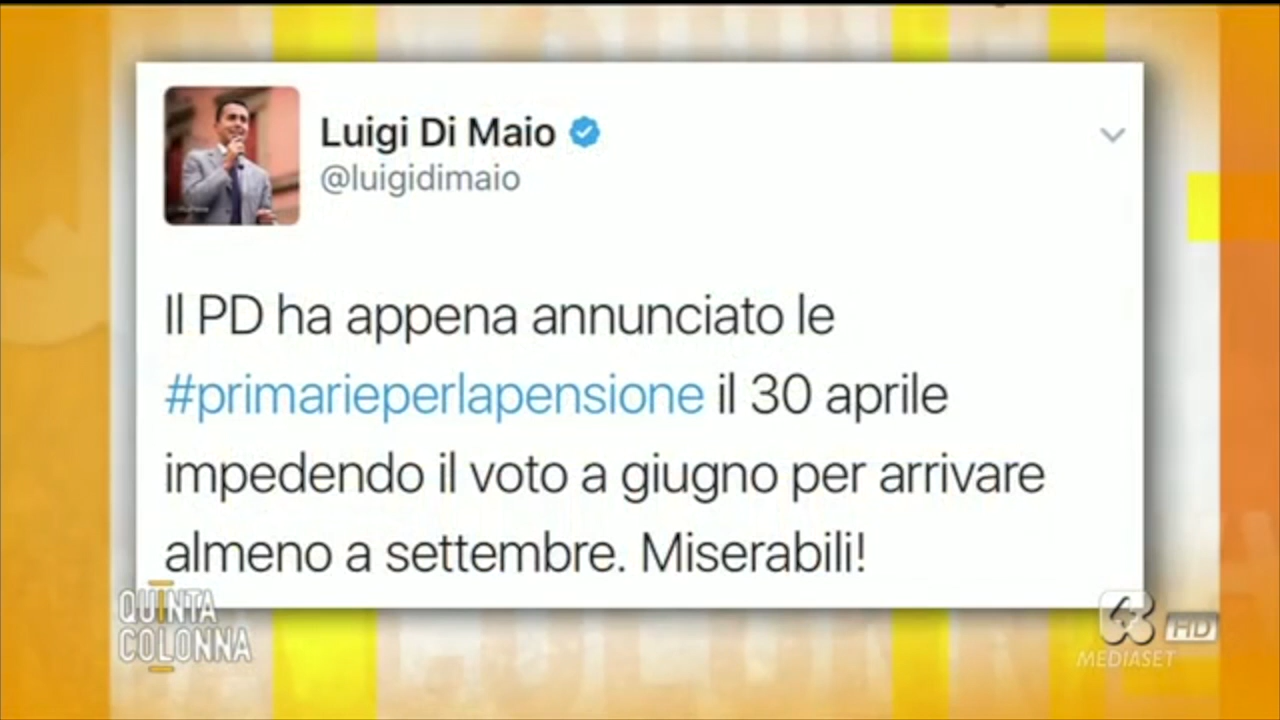 Luigi Di Maio
@luigidimaio
Il PD ha appena annunciato le
#primarieperlapensione il 30 aprile
impedendo il voto a giugno per arrivare
almeno a settembre. Miserabili!
QUINTA
COLONNA
4 HD
MEDIASET